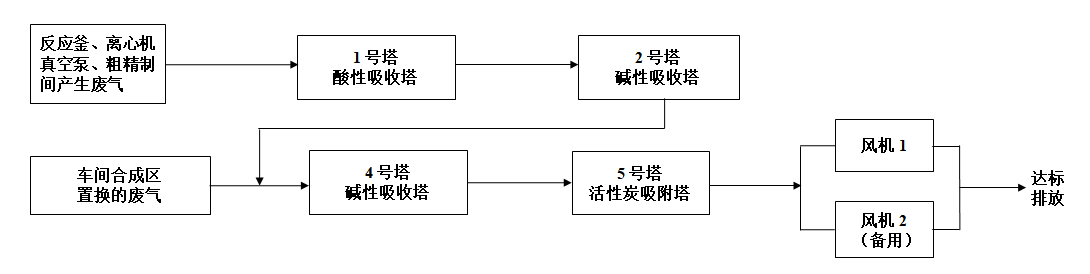 反应釜、离心机
真空泵、粗精制
间产生废气
1 号塔
酸性吸收塔
2 号塔
碱性吸收塔
车间合成区
置换的废气
4 号塔
碱性吸收塔
5 号塔
活性炭吸附塔
风机 1
风机 2
（备用）
达标
排放